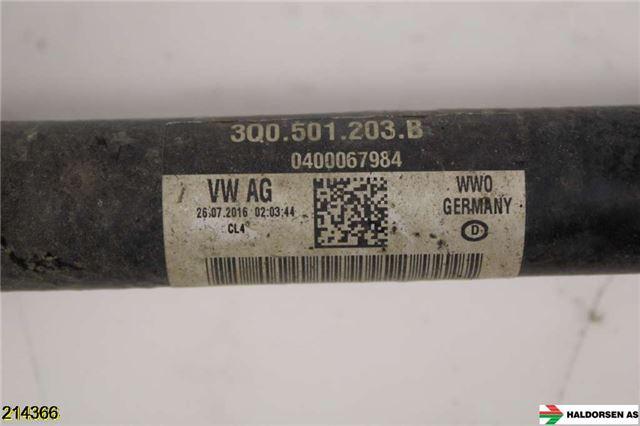 3Q0.501.203.B
0400067984
VW AG
26.07.2016 02:03:44
CL4
WWO
GERMANY
D
214366
HALDORSEN AS